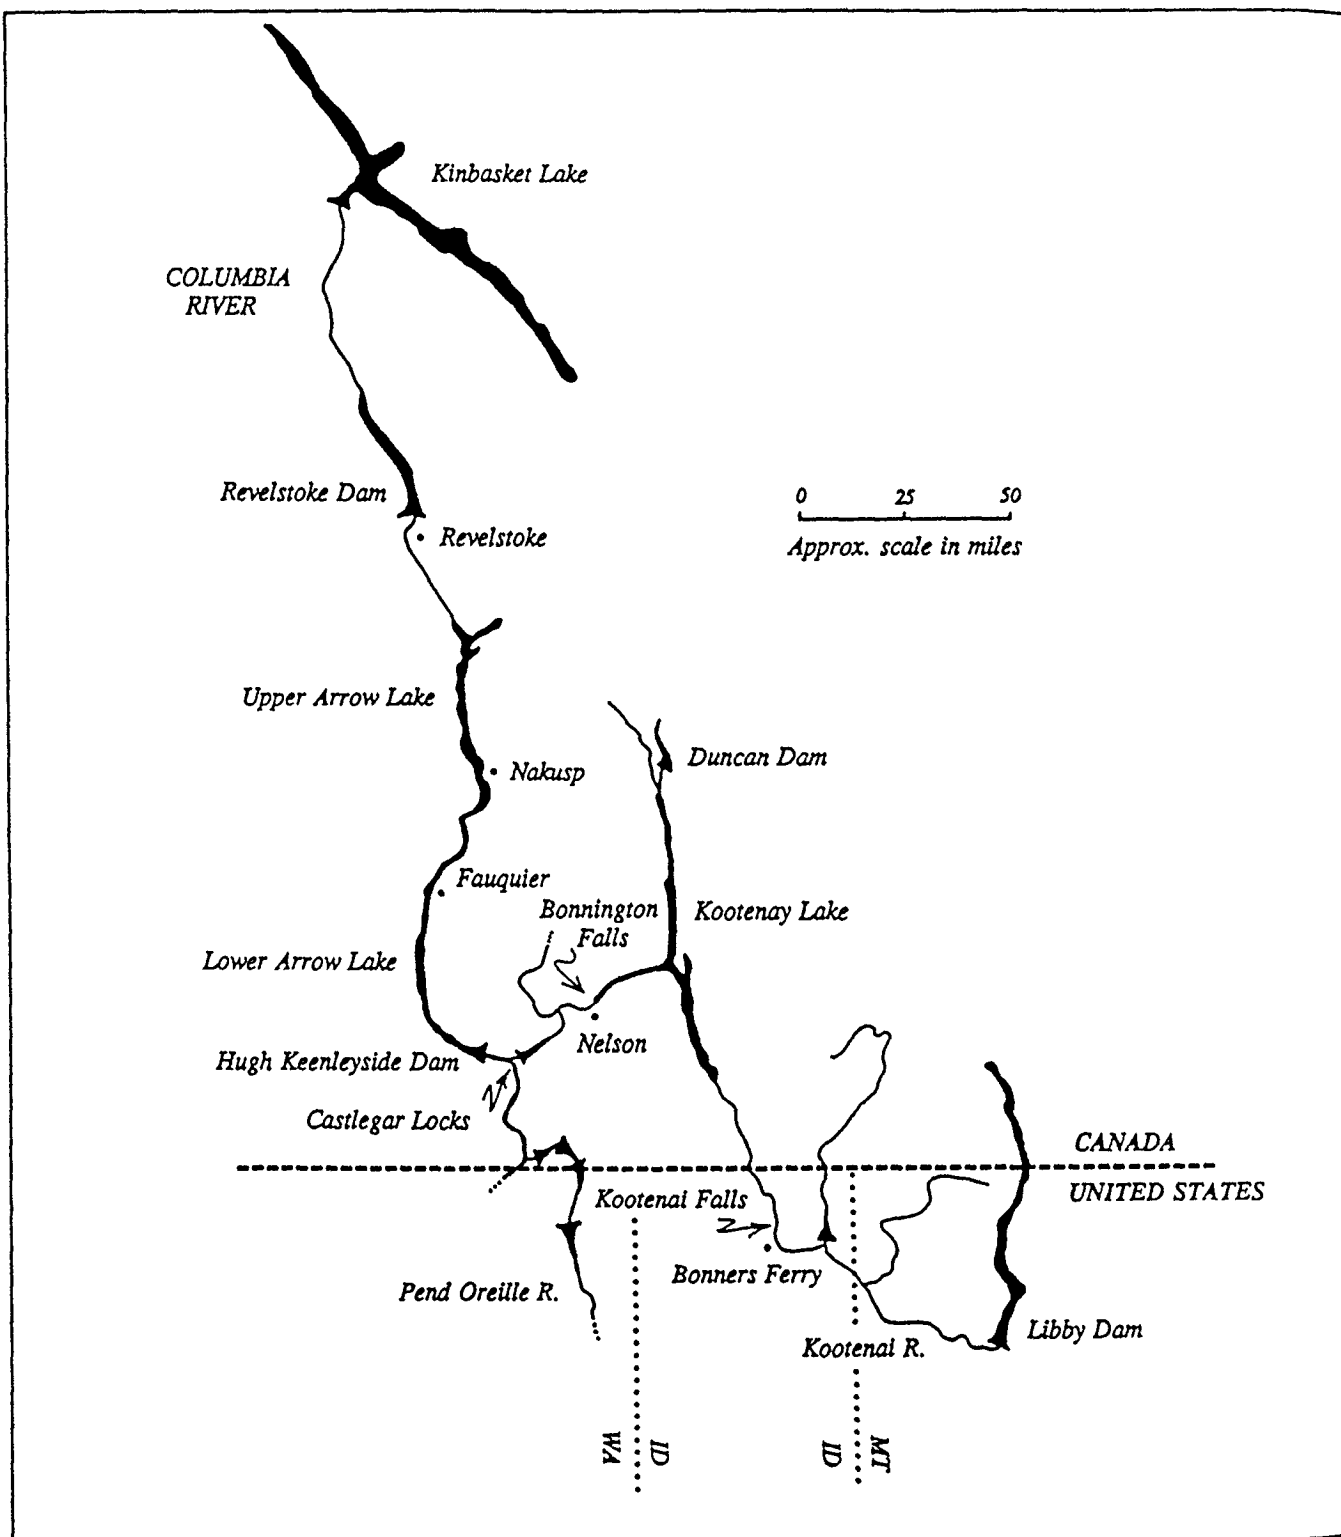 Kinbasket Lake
COLUMBIA
RIVER
Revelstoke Dam
Revelstoke
0 25 50
Approx. scale in miles
Upper Arrow Lake
Nakusp
Duncan Dam
Fauquier
Bonnington
Falls
Kootenay Lake
Lower Arrow Lake
Nelson
Hugh Keenleyside Dam
Castlegar Locks
CANADA
UNITED STATES
Kootenai Falls
Bonners Ferry
Pend Oreille R.
Libby Dam
Kootenai R.
WA
ID
ID
MT